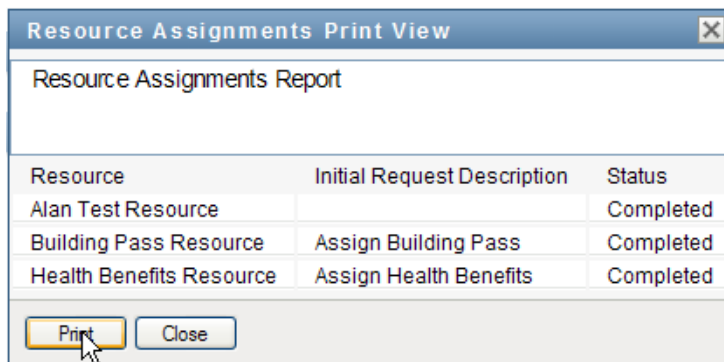 Resource Assignments Print View
Resource Assignments Report
Resource Initial Request Description Status
Alan Test Resource Completed
Building Pass Resource Assign Building Pass Completed
Health Benefits Resource Assign Health Benefits Completed
Print Close